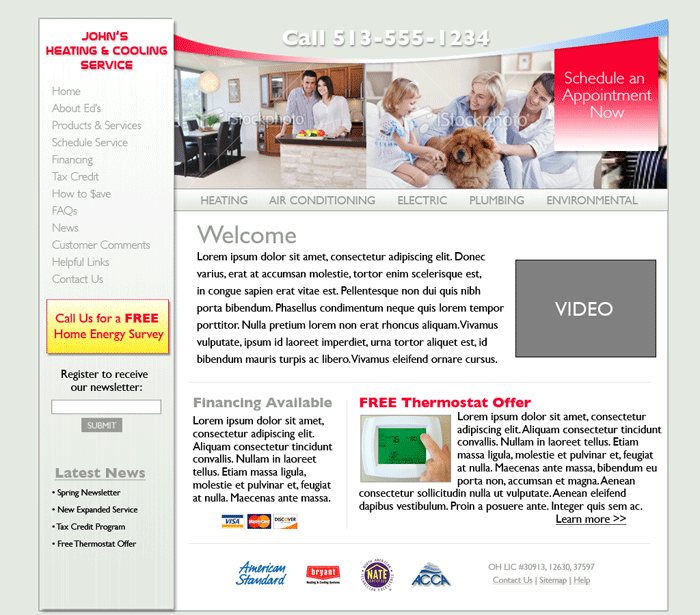 JOHN'S
HEATING & COOLING
SERVICE
Home
About Ed's
Products & Services
Schedule Service
Financing
Tax Credit
How to $ave
FAQs
News
Customer Comments
Helpful Links
Contact Us
Call Us for a FREE
Home Energy Survey
Register to receive
our newsletter:
SUBMIT
Latest News
• Spring Newsletter
• New Expanded Service
• Tax Credit Program
• Free Thermostat Offer
Call 513-555-1234
iStockphoto
iStockphoto
Schedule an
Appointment
Now
HEATING AIR CONDITIONING ELECTRIC PLUMBING ENVIRONMENTAL
Welcome
Lorem ipsum dolor sit amet, consectetur adipiscing elit. Donec
varius, erat at accumsan molestie, tortor enim scelerisque est,
in congue sapien erat vitae est. Pellentesque non dui quis nibh
porta bibendum. Phasellus condimentum neque quis lorem tempor
porttitor. Nulla pretium lorem non erat rhoncus aliquam. Vivamus
vulputate, ipsum id laoreet imperdiet, urna tortor aliquet est, id
bibendum mauris turpis ac libero. Vivamus eleifend ornare cursus.
VIDEO
Financing Available
Lorem ipsum dolor sit amet,
consectetur adipiscing elit.
Aliquam consectetur tincidunt
convallis. Nullam in laoreet
tellus. Etiam massa ligula,
molestie et pulvinar et, feugiat
at nulla. Maecenas ante massa.
VISA MasterCard DISCOVER
FREE Thermostat Offer
Lorem ipsum dolor sit amet, consectetur
adipiscing elit. Aliquam consectetur tincidunt
convallis. Nullam in laoreet tellus. Etiam massa
ligula, molestie et pulvinar et, feugiat
at nulla. Maecenas ante massa, bibendum eu
porta non, accumsan et magna. Aenean
consectetur sollicitudin nulla ut vulputate. Aenean eleifend
dapibus vestibulum. Proin a posuere ante. Integer quis sem ac.
Learn more >>
American
Standard
bryant
Heating & Cooling Systems
NATE
ACCA
OH LIC #30913, 12630, 37597
Contact Us | Sitemap | Help